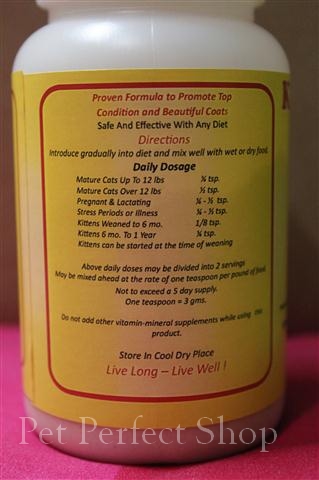 Proven Formula to Promote Top
Condition and Beautiful Coats
Safe And Effective With Any Diet
Directions
Introduce gradually into diet and mix well with wet or dry food.
Daily Dosage
Mature Cats Up To 12 lbs ¼ tsp.
Mature Cats Over 12 lbs ½ tsp.
Pregnant & Lactating ¼ - ½ tsp.
Stress Periods or Illness ¼ - ½ tsp.
Kittens Weaned to 6 mo. 1/8 tsp.
Kittens 6 mo. To 1 Year ¼ tsp.
Kittens can be started at the time of weaning
Above daily doses may be divided into 2 servings
May be mixed ahead at the rate of one teaspoon per pound of food.
Not to exceed a 5 day supply.
One teaspoon = 3 gms.
Do not add other vitamin-mineral supplements while using this
product.
Store In Cool Dry Place
Live Long – Live Well !
Pet Perfect Shop